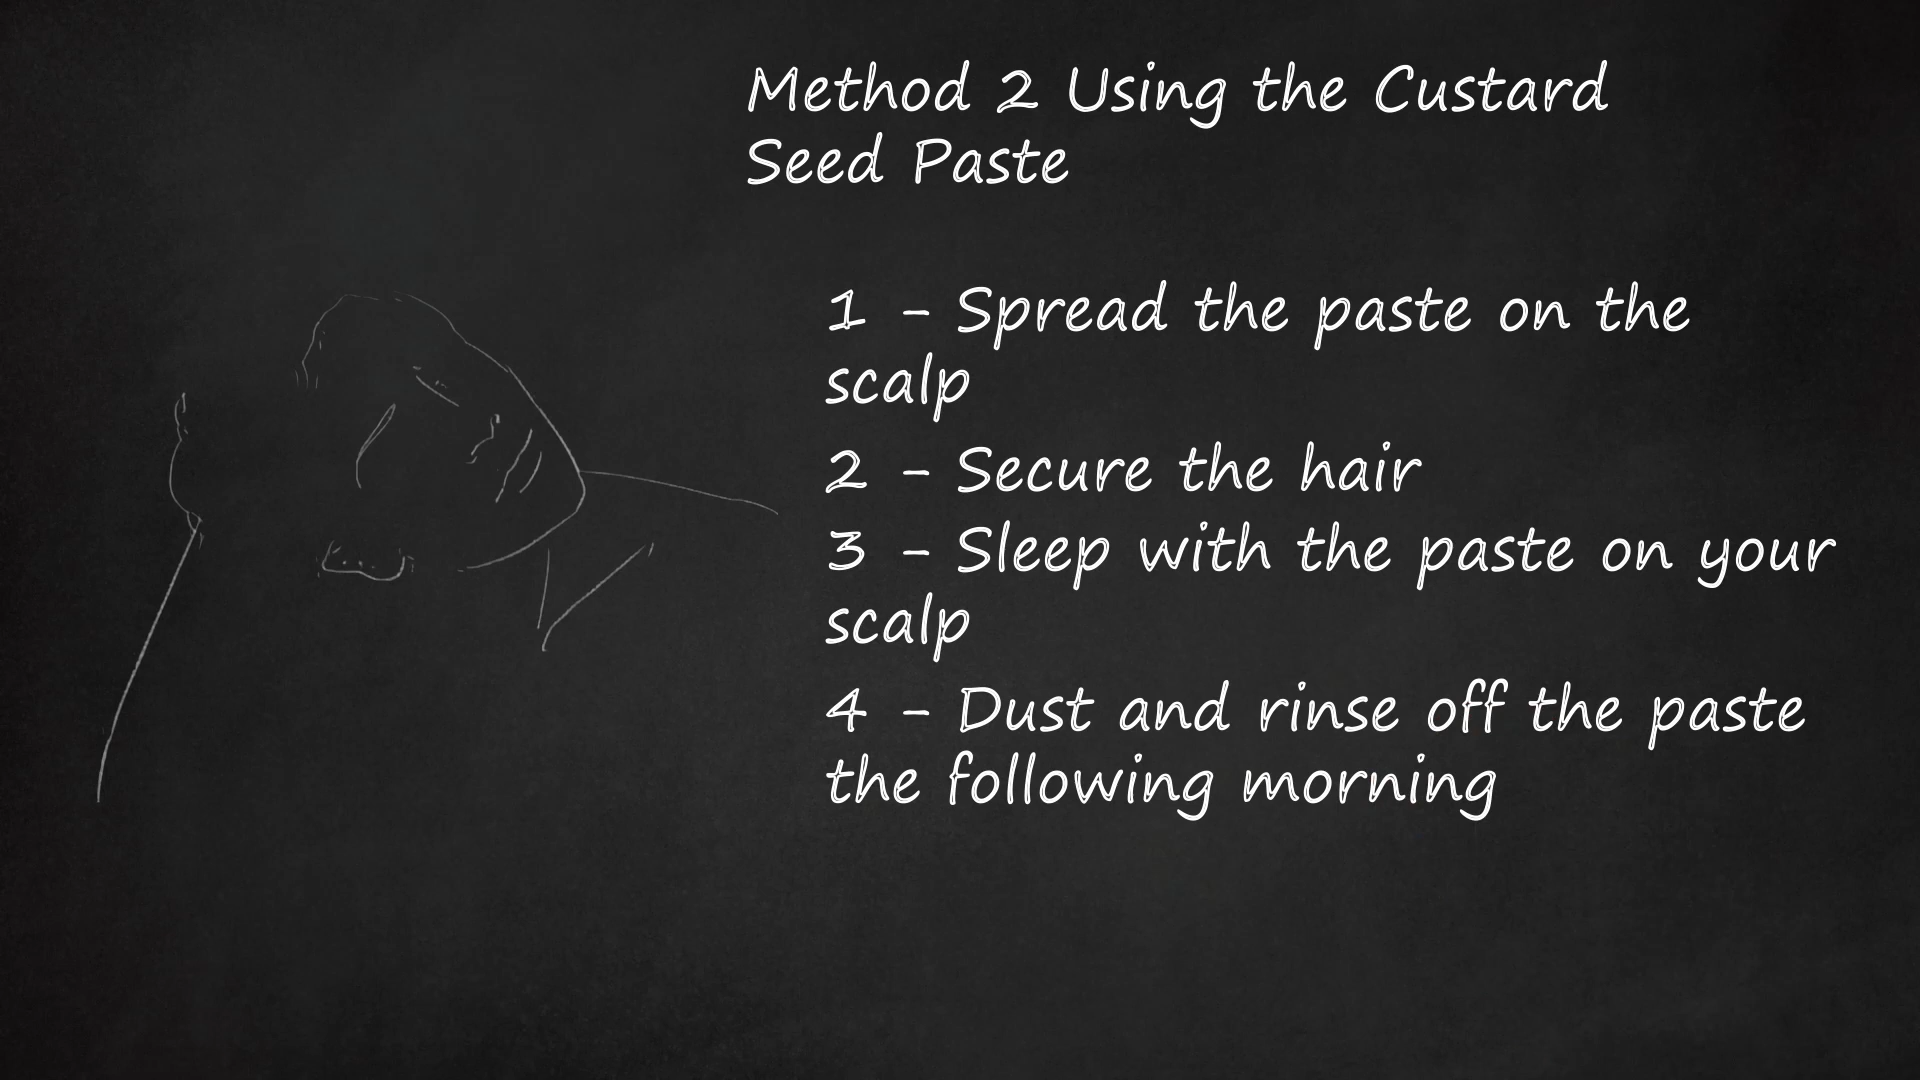 Method 2 Using the Custard
Seed Paste
1 - Spread the paste on the
scalp
2 - Secure the hair
3 - Sleep with the paste on your
scalp
4 - Dust and rinse off the paste
the following morning